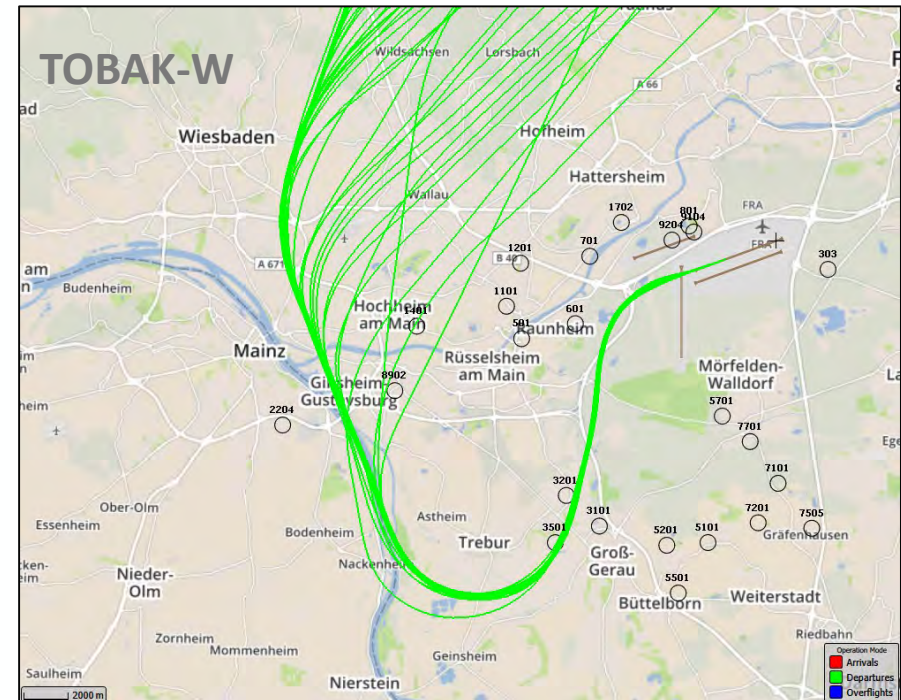 TOBAK-W
Wildsachsen
Lorsbach
A 66
Wiesbaden
Hofheim
Hattersheim
Wallau
1702
801
9104
9204
FRA
FRA
701
1201
B 40
303
A 671
am
Budenheim
1101
Hochheim
am Main
1401
501
Raunheim
601
Mainz
Rüsselsheim
am Main
Mörfelden-
Walldorf
Ginsheim-
Gustavsburg
8902
heim
2204
5701
7701
7101
3201
Ober-Olm
Essenheim
Bodenheim
Astheim
3101
7201
7505
Gräfenhausen
Trebur
3501
5201
5101
Groß-
Gerau
Nackenheim
Nieder-
Olm
5501
Büttelborn
Weiterstadt
Zornheim
Mommenheim
Riedbahn
Geinsheim
Saulheim
Nierstein
2000 m
Operation Mode
Arrivals
Departures
Overflights